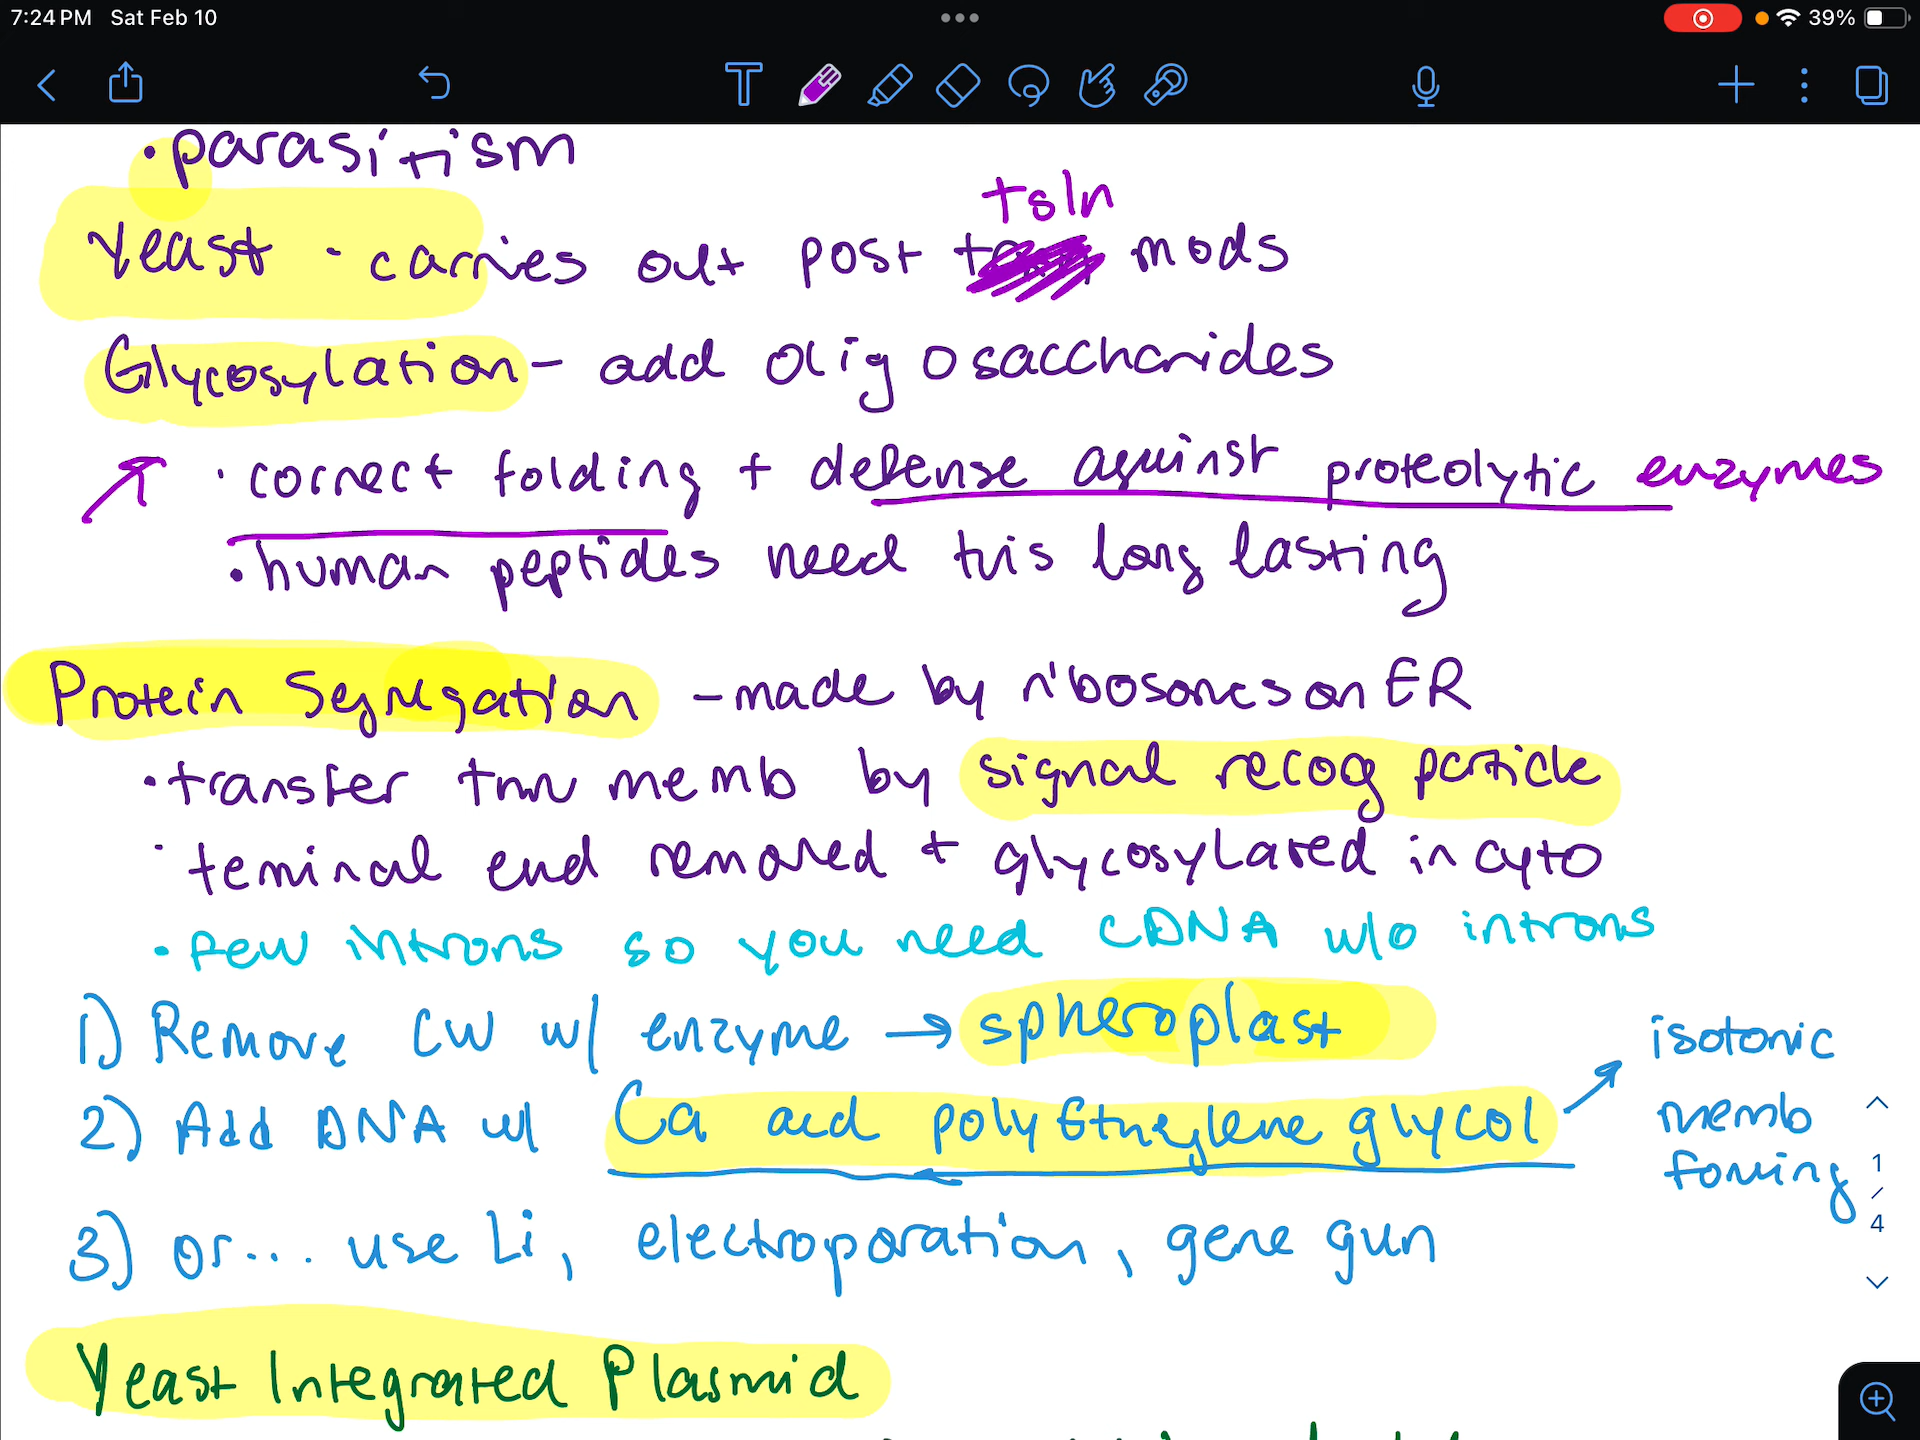 7:24 PM Sat Feb 10
39%
• parasitism
tsln
Yeast • carries out post mods
Glycosylation - add oligosaccharides
• correct folding + defense against proteolytic enzymes
• human peptides need this long lasting
Protein Segregation - made by ribosomes on ER
• transfer thru memb by signal recog particle
• teminal end removed + glycosylated in cyto
• few introns so you need CDNA w/o introns
1) Remove CW w/ enzyme → spheroplast
isotonic
2) Add DNA w/ Ca and polyethylene glycol
memb
forming
1
/
4
3) or... use Li, electroporation, gene gun
Yeast Integrated Plasmid